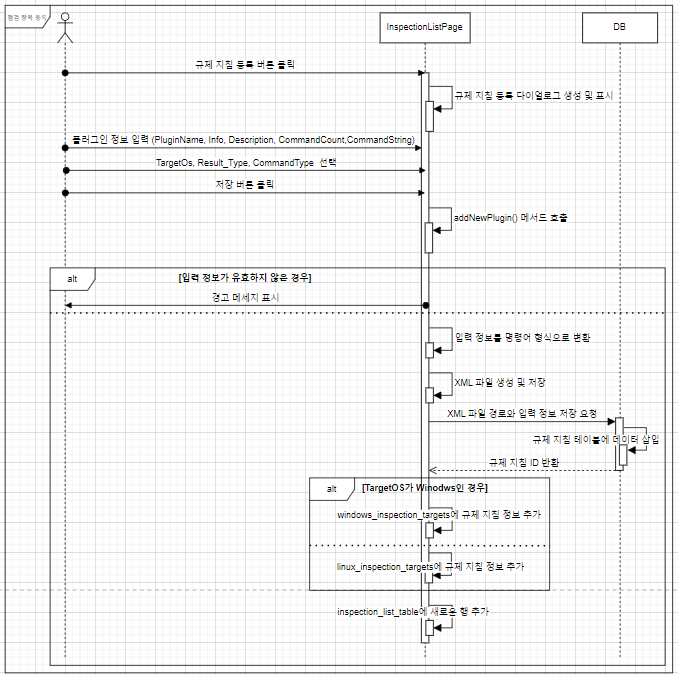 점검 항목 등록
InspectionListPage
DB
규제 지침 등록 버튼 클릭
규제 지침 등록 다이얼로그 생성 및 표시
플러그인 정보 입력 (PluginName, Info, Description, CommandCount,CommandString)
TargetOs, Result_Type, CommandType 선택
저장 버튼 클릭
addNewPlugin() 메서드 호출
alt
[입력 정보가 유효하지 않은 경우]
경고 메세지 표시
입력 정보를 명령어 형식으로 변환
XML 파일 생성 및 저장
XML 파일 경로와 입력 정보 저장 요청
규제 지침 테이블에 데이터 삽입
규제 지침 ID 반환
alt
[TargetOS가 Winodws인 경우]
windows_inspection_targets에 규제 지침 정보 추가
linux_inspection_targets에 규제 지침 정보 추가
inspection_list_table에 새로운 행 추가